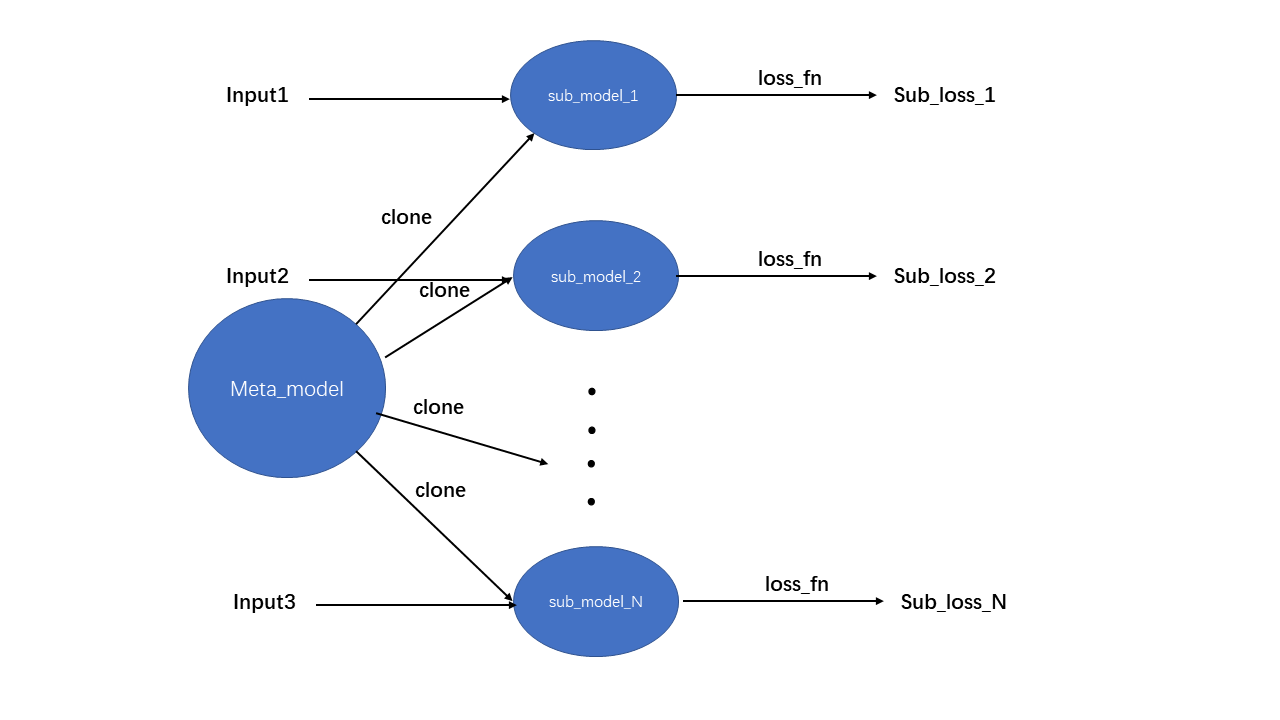 Input1
sub_model_1
loss_fn
Sub_loss_1
clone
Input2
clone
sub_model_2
loss_fn
Sub_loss_2
Meta_model
clone
clone
Input3
sub_model_N
loss_fn
Sub_loss_N